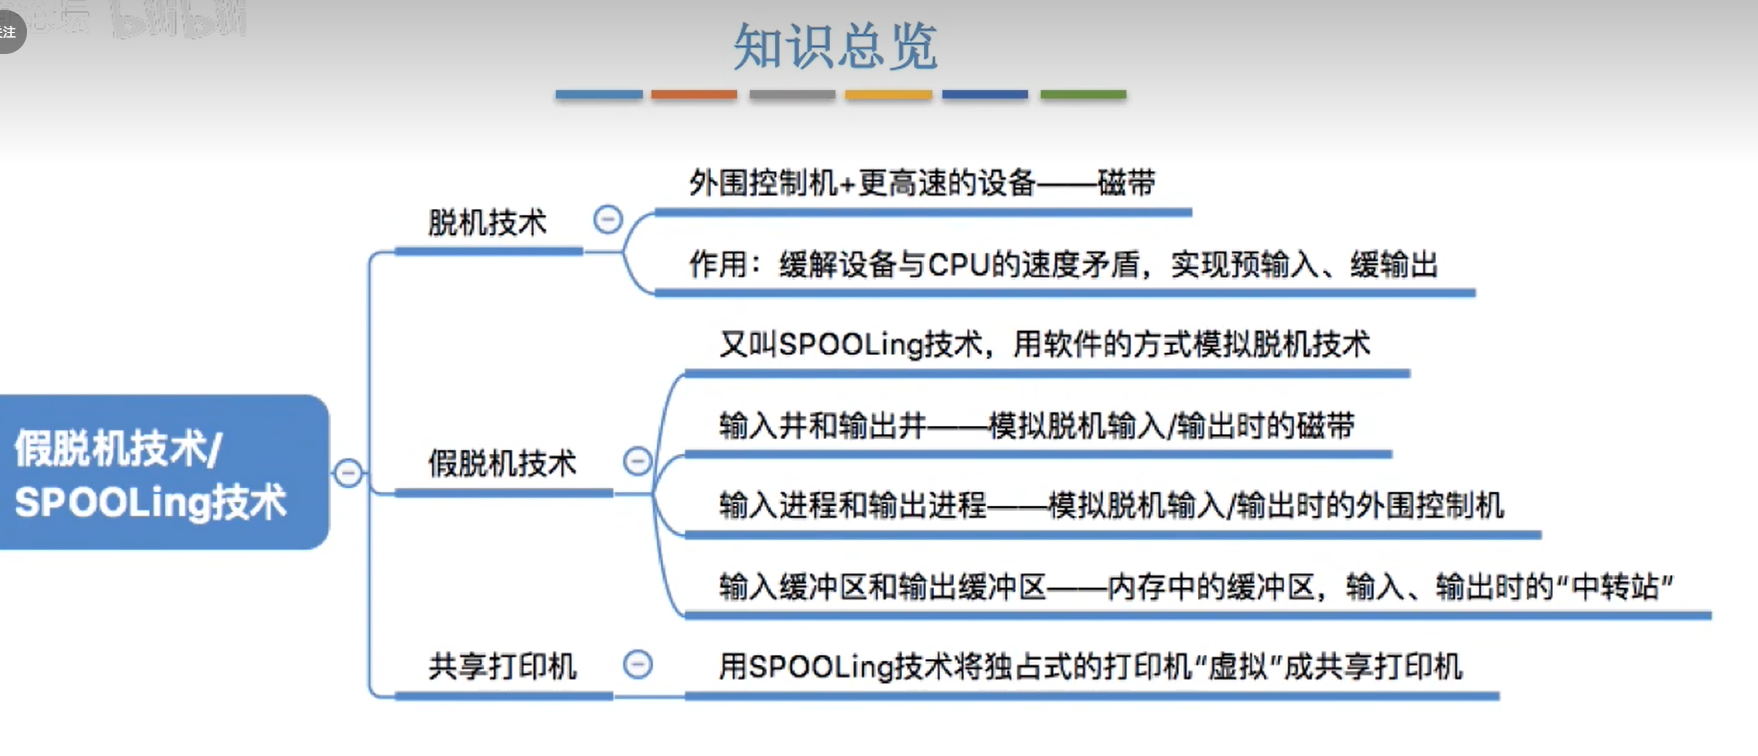 坛 bilibili
注
知识总览
外围控制机+更高速的设备——磁带
脱机技术
作用：缓解设备与CPU的速度矛盾，实现预输入、缓输出
又叫SPOOLing技术，用软件的方式模拟脱机技术
输入井和输出井——模拟脱机输入/输出时的磁带
假脱机技术/
SPOOLing技术
假脱机技术
输入进程和输出进程——模拟脱机输入/输出时的外围控制机
输入缓冲区和输出缓冲区——内存中的缓冲区，输入、输出时的“中转站”
共享打印机
用SPOOLing技术将独占式的打印机“虚拟”成共享打印机